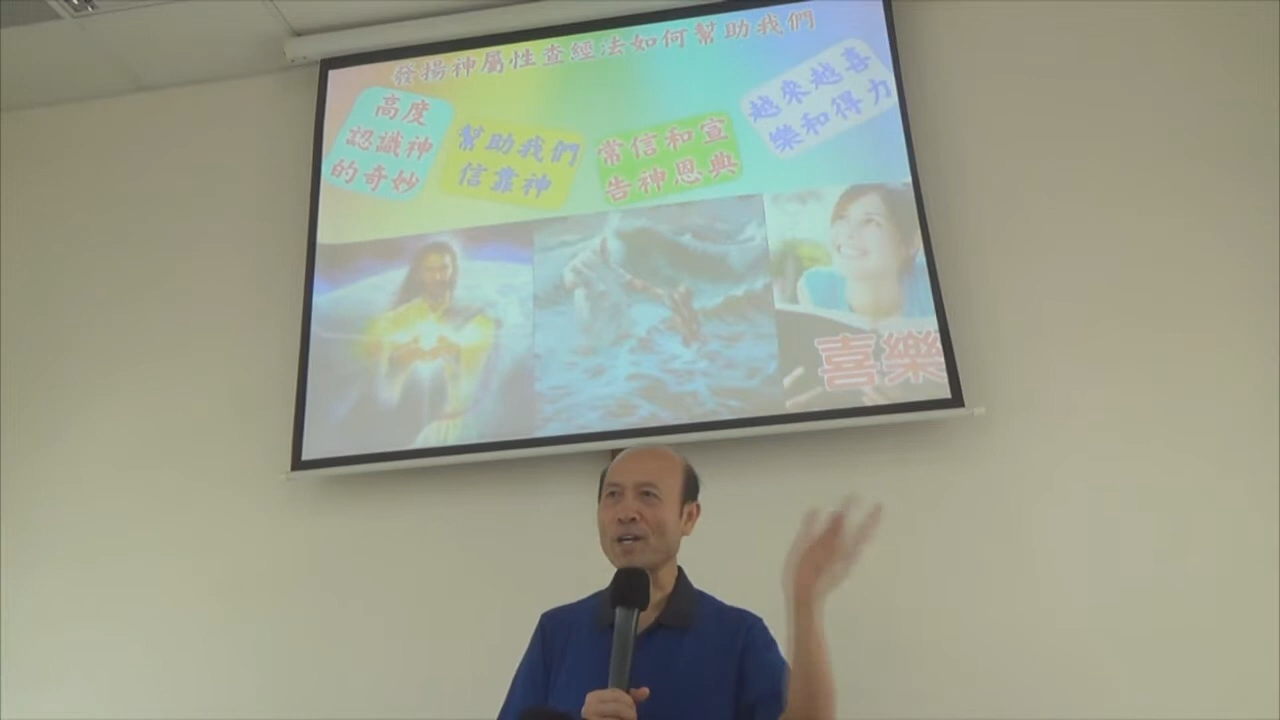 發揚神屬性查經法如何幫助我們
高度
認識神
的奇妙
幫助我們
信靠神
常信和宣
告神恩典
越來越喜
樂和得力
喜樂